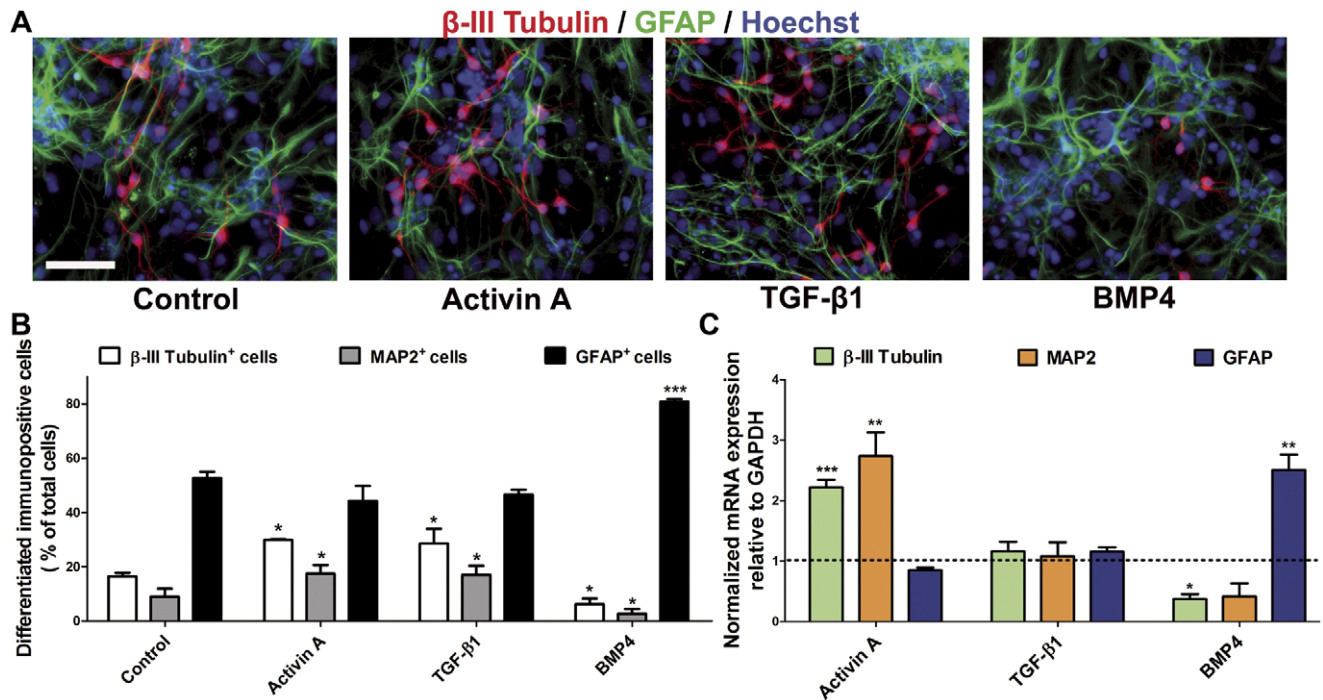 A
β-III Tubulin / GFAP / Hoechst
Control
Activin A
TGF-β1
BMP4
B
β-III Tubulin⁺ cells
MAP2⁺ cells
GFAP⁺ cells
Differentiated immunopositive cells
( % of total cells)
80
60
40
20
0
***
*
*
*
*
*
*
Control
Activin A
TGF-β1
BMP4
C
β-III Tubulin
MAP2
GFAP
Normalized mRNA expression
relative to GAPDH
4
3
2
1
0
***
**
*
**
Activin A
TGF-β1
BMP4